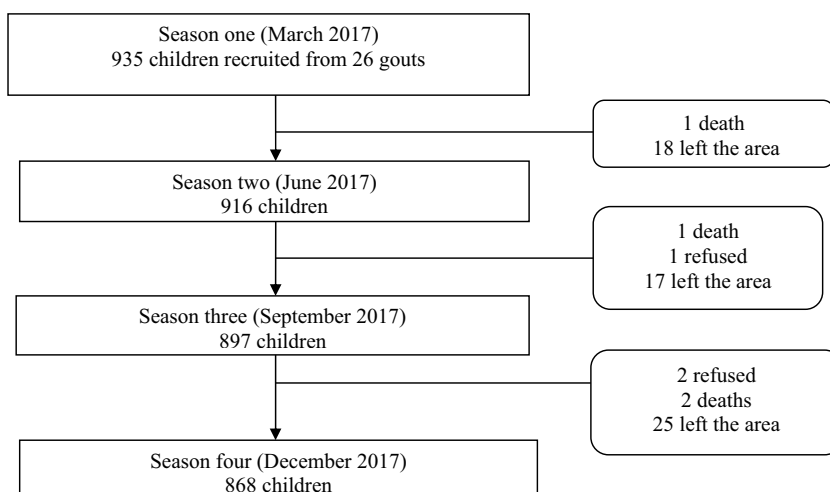 Season one (March 2017)
935 children recruited from 26 gouts
1 death
18 left the area
Season two (June 2017)
916 children
1 death
1 refused
17 left the area
Season three (September 2017)
897 children
2 refused
2 deaths
25 left the area
Season four (December 2017)
868 children